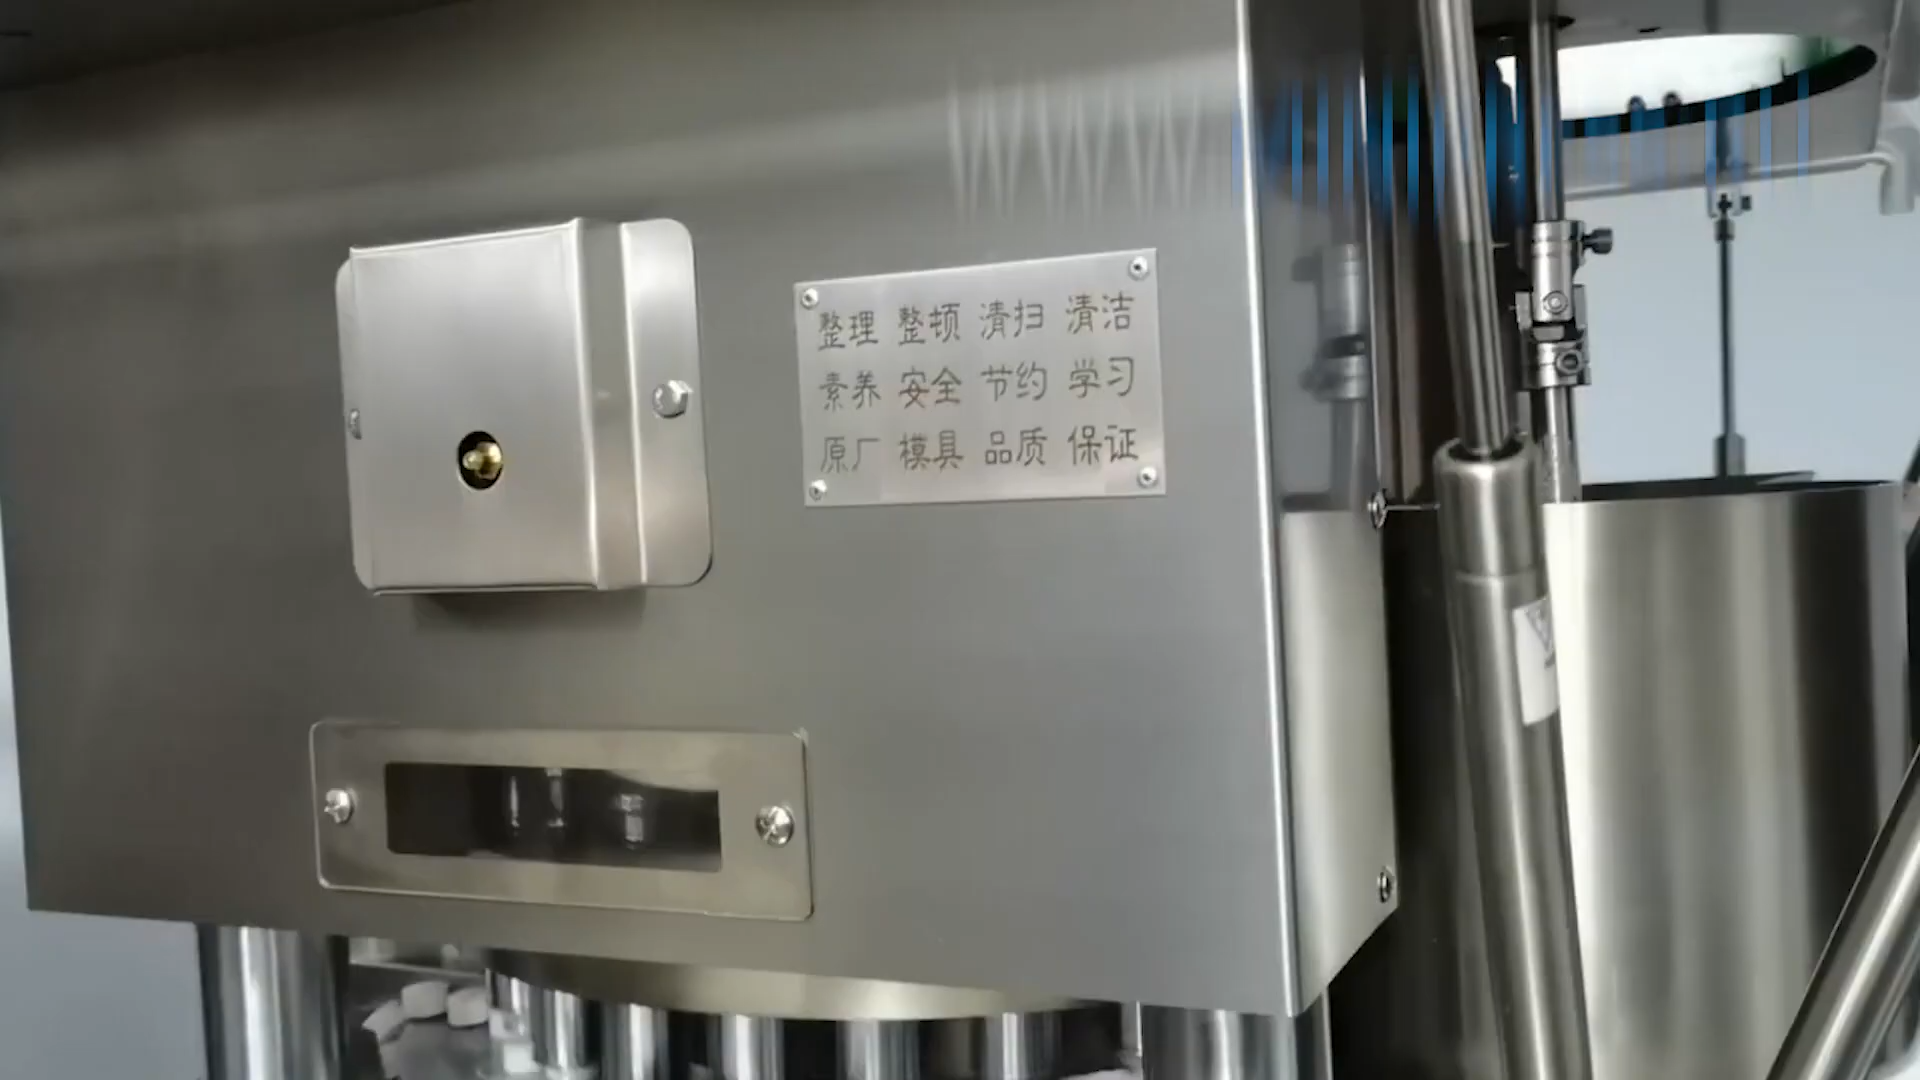 整理 整顿 清扫 清洁
素养 安全 节约 学习
原厂 模具 品质 保证